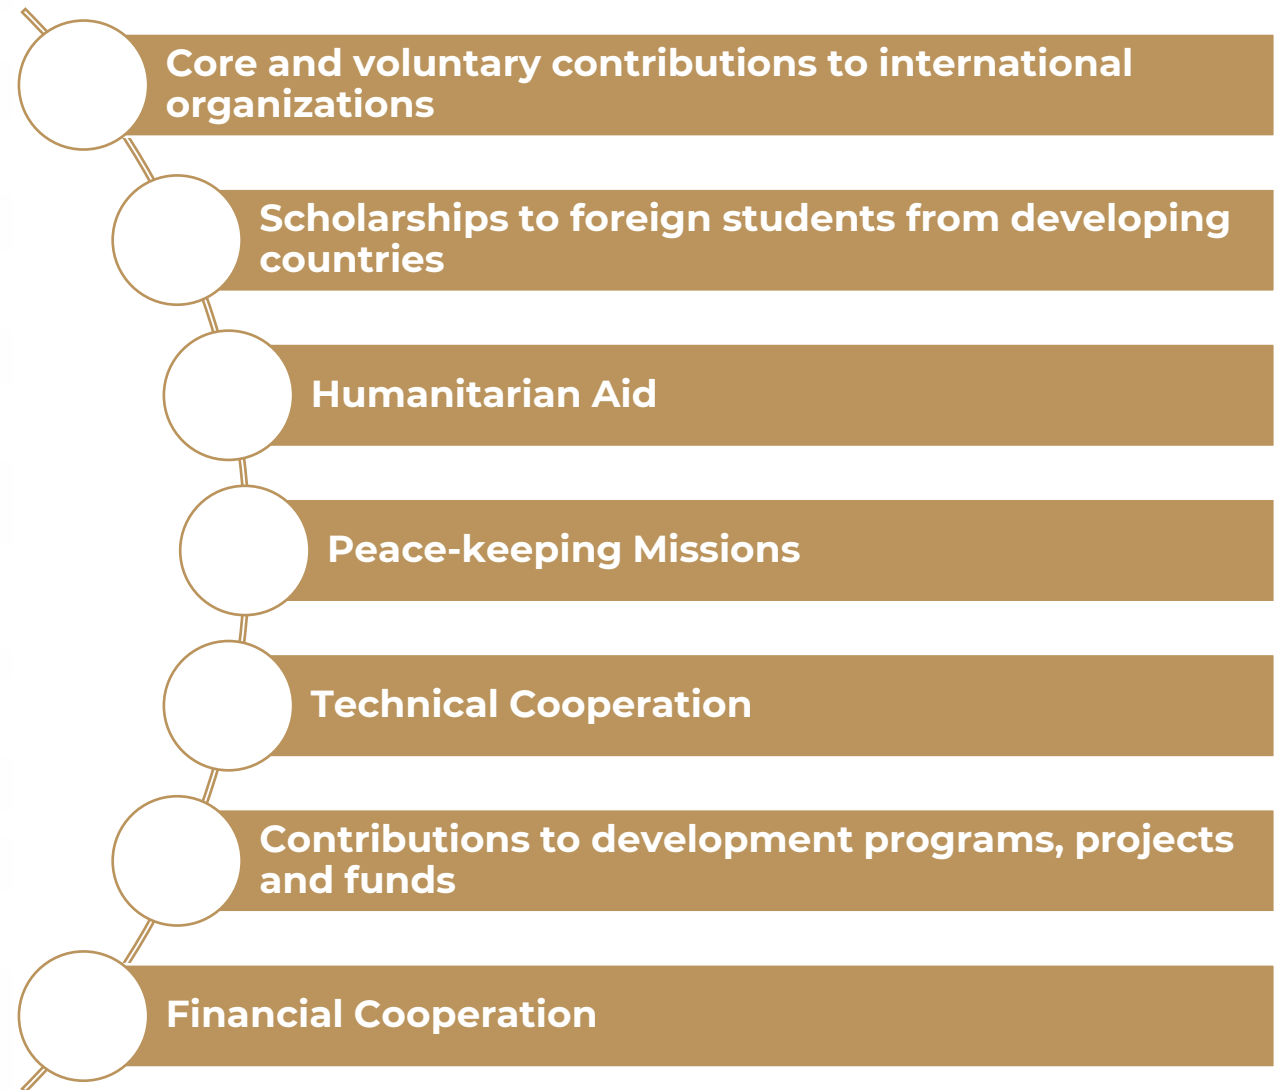 Core and voluntary contributions to international
organizations
Scholarships to foreign students from developing
countries
Humanitarian Aid
Peace-keeping Missions
Technical Cooperation
Contributions to development programs, projects
and funds
Financial Cooperation